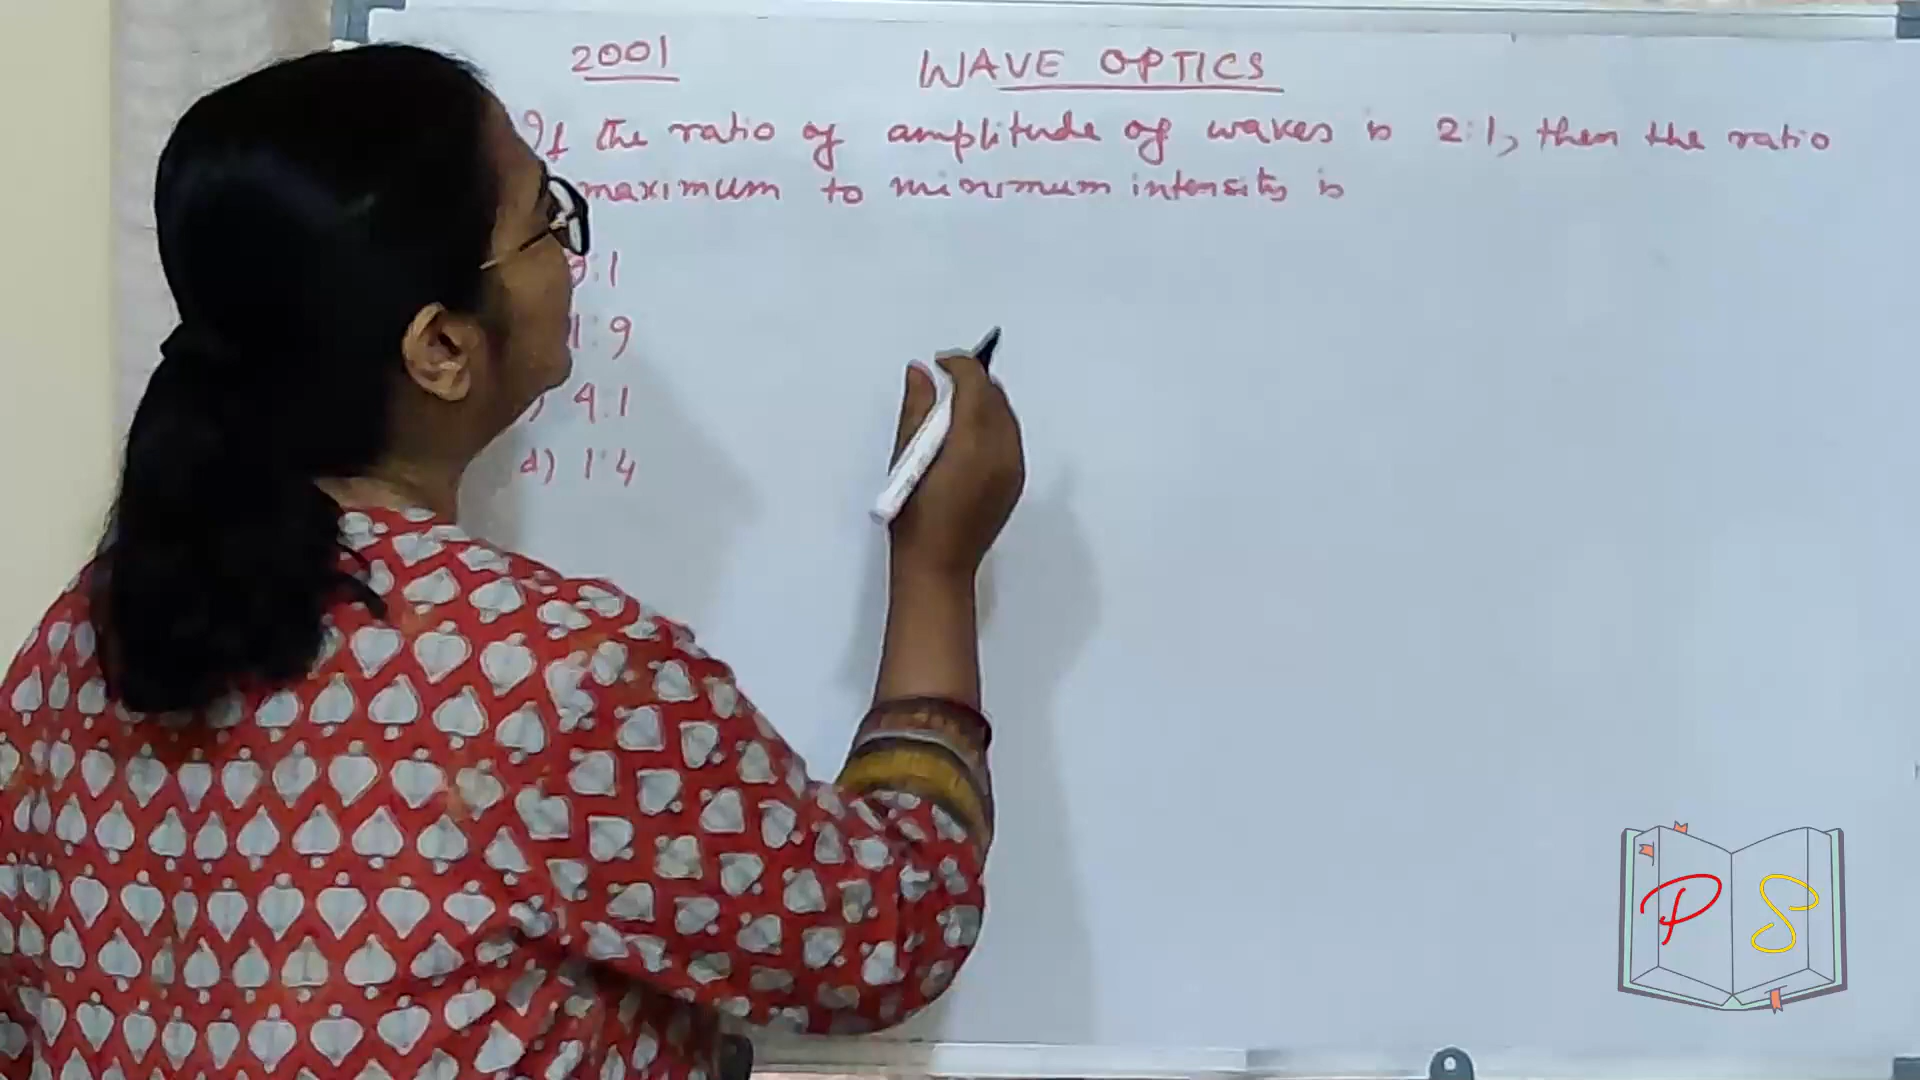 2001
WAVE OPTICS
If the ratio of amplitude of waves is 2:1, then the ratio
maximum to minimum intensity is
:1
1:9
) 4:1
d) 1:4
P S